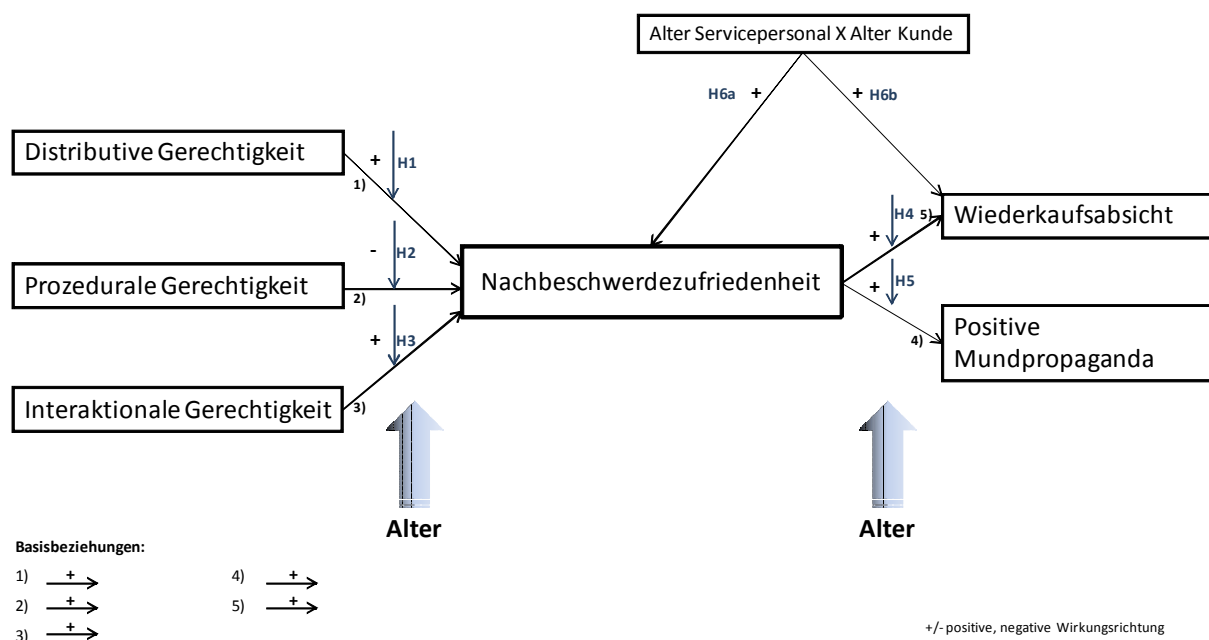 Alter Servicepersonal X Alter Kunde
H6a +
+ H6b
Distributive Gerechtigkeit
+ H1
1)
Prozedurale Gerechtigkeit
- H2
2)
Interaktionale Gerechtigkeit
+ H3
3)
Nachbeschwerdezufriedenheit
H4 5)
+
Wiederkaufsabsicht
+ H5
4)
Positive
Mundpropaganda
Alter
Alter
Basisbeziehungen:
1) +
2) +
3) +
4) +
5) +
+/- positive, negative Wirkungsrichtung